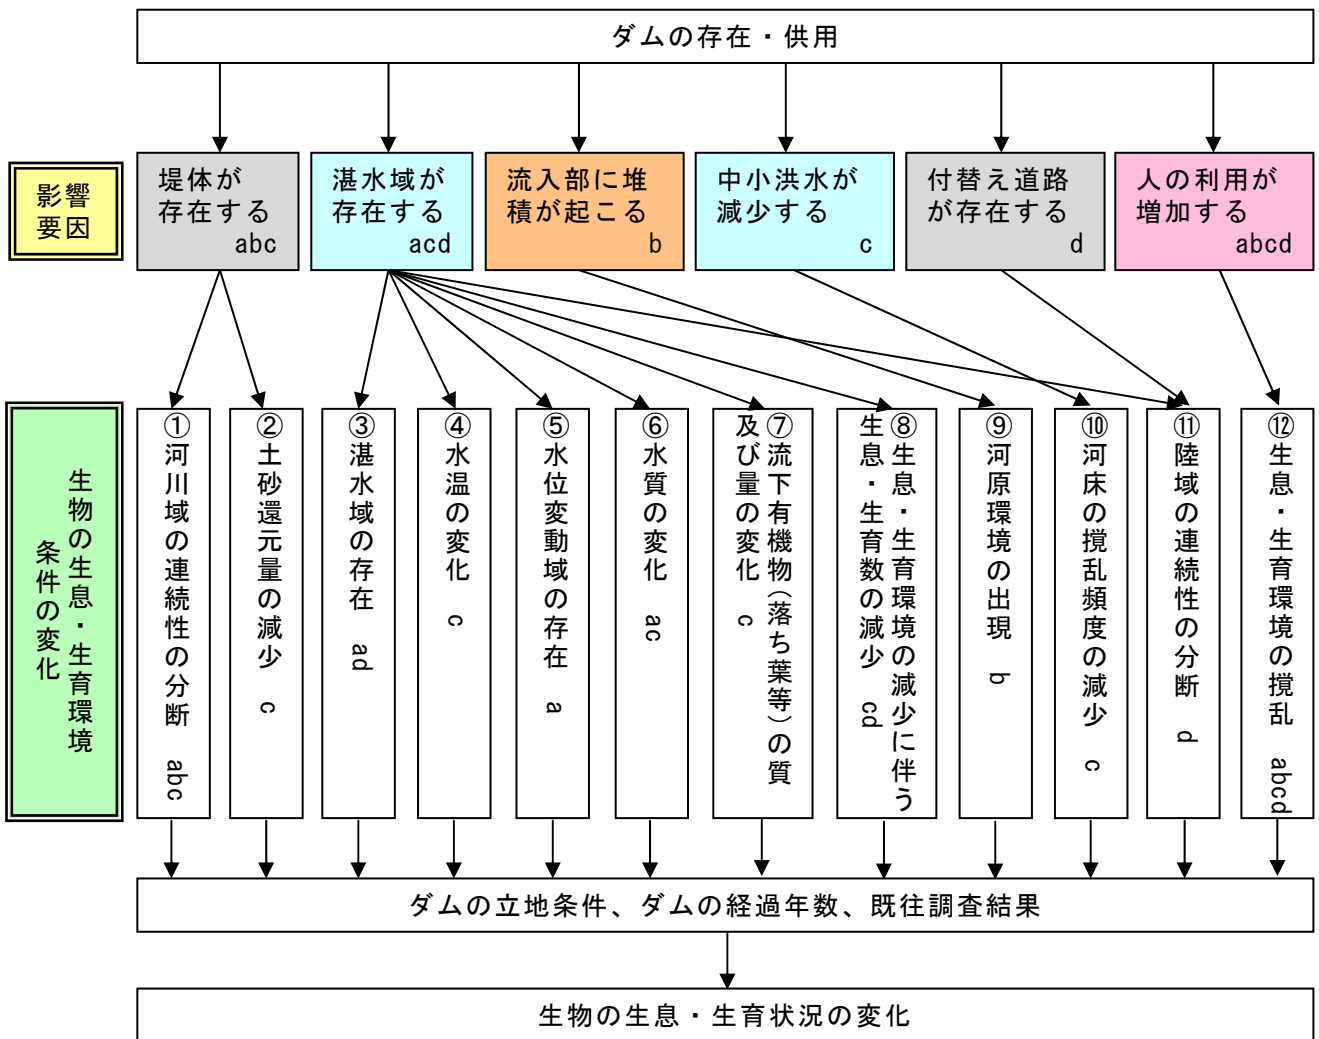 ダムの存在・供用
影響
要因
堤体が
存在する
abc
湛水域が
存在する
acd
流入部に堆
積が起こる
b
中小洪水が
減少する
c
付替え道路
が存在する
d
人の利用が
増加する
abcd
生物の生息・生育環境
条件の変化
①河川域の連続性の分断 abc
②土砂還元量の減少 c
③湛水域の存在 ad
④水温の変化 c
⑤水位変動域の存在 a
⑥水質の変化 ac
⑦流下有機物(落ち葉等)の質
及び量の変化 c
⑧生息・生育環境の減少に伴う
生息・生育数の減少 cd
⑨河原環境の出現 b
⑩河床の撹乱頻度の減少 c
⑪陸域の連続性の分断 d
⑫生息・生育環境の撹乱 abcd
ダムの立地条件、ダムの経過年数、既往調査結果
生物の生息・生育状況の変化